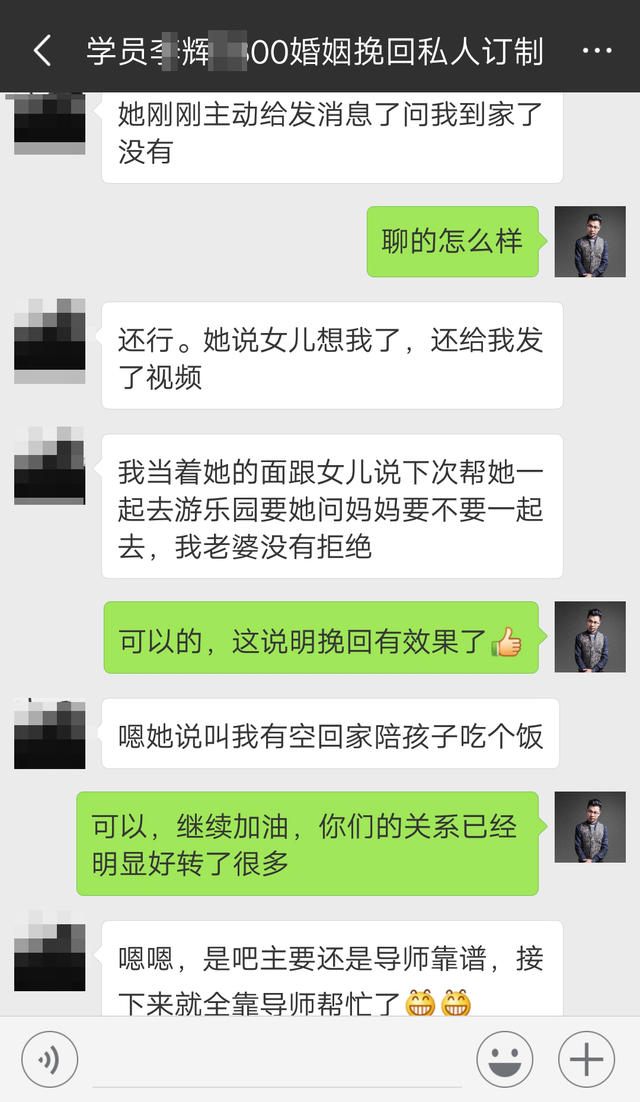 学员李辉800婚姻挽回私人订制
她刚刚主动给发消息了问我到家了
没有
聊的怎么样
还行。她说女儿想我了，还给我发
了视频
我当着她的面跟女儿说下次帮她一
起去游乐园要她问妈妈要不要一起
去，我老婆没有拒绝
可以的，这说明挽回有效果了👍
嗯她说叫我有空回家陪孩子吃个饭
可以，继续加油，你们的关系已经
明显好转了很多
嗯嗯，是吧主要还是导师靠谱，接
下来就全靠导师帮忙了😁😁